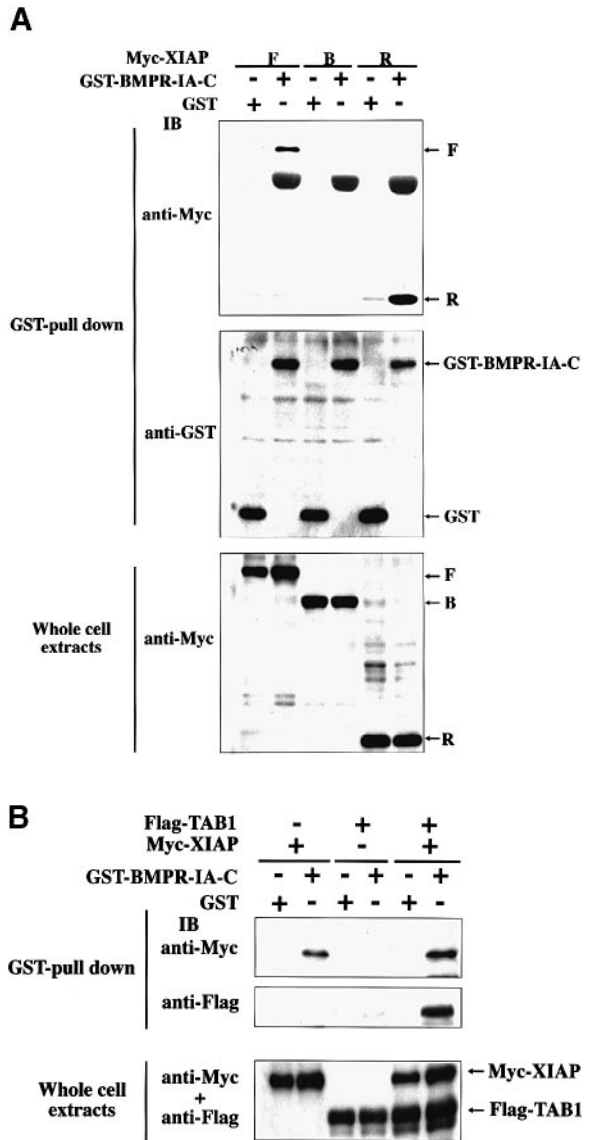 A
Myc-XIAP F B R
GST-BMPR-IA-C - + - + - +
GST + - + - + -
IB
F
anti-Myc
R
GST-pull down
GST-BMPR-IA-C
anti-GST
GST
F
B
Whole cell
extracts
anti-Myc
R
B
Flag-TAB1 - + +
Myc-XIAP + - +
GST-BMPR-IA-C - + - + - +
GST + - + - + -
IB
anti-Myc
GST-pull down
anti-Flag
Whole cell
extracts
anti-Myc
+
anti-Flag
Myc-XIAP
Flag-TAB1